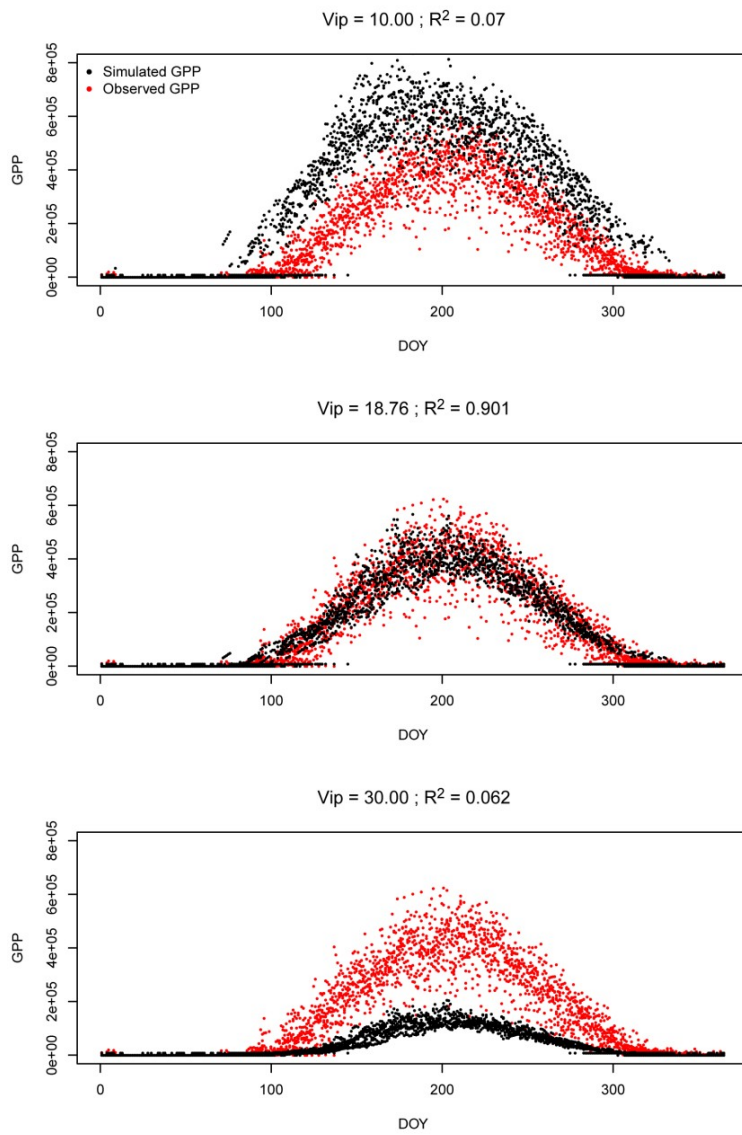 Vip = 10.00 ; R² = 0.07
Simulated GPP
Observed GPP
8e+05
6e+05
4e+05
2e+05
0e+00
GPP
0 100 200 300
DOY
Vip = 18.76 ; R² = 0.901
8e+05
6e+05
4e+05
2e+05
0e+00
GPP
0 100 200 300
DOY
Vip = 30.00 ; R² = 0.062
8e+05
6e+05
4e+05
2e+05
0e+00
GPP
0 100 200 300
DOY